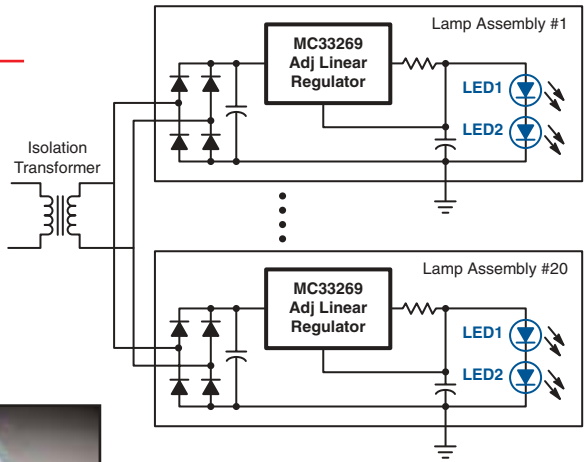 Lamp Assembly #1
MC33269
Adj Linear
Regulator
LED1
LED2
Isolation
Transformer
Lamp Assembly #20
MC33269
Adj Linear
Regulator
LED1
LED2